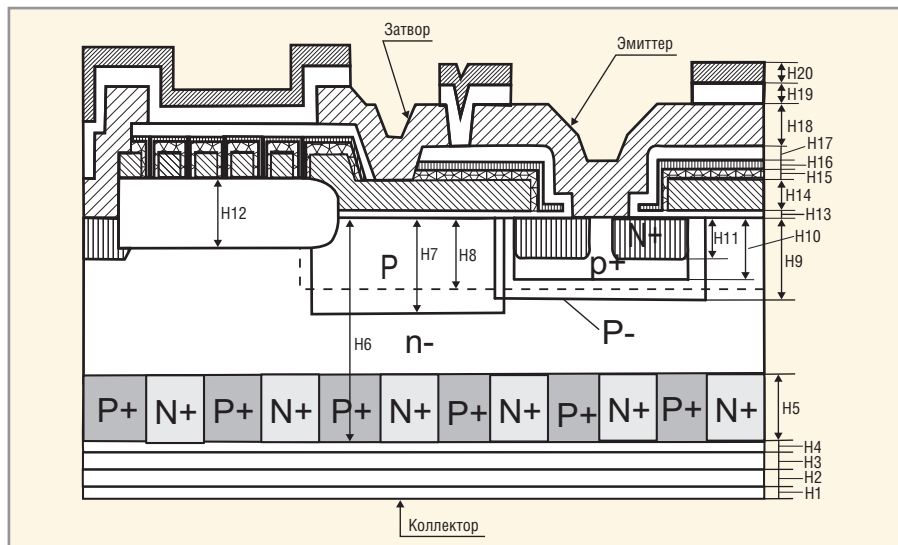 Затвор
Эмиттер
H20
H19
H18
H17
H16
H15
H14
H13
H12
H11
H10
H9
H7
H8
N+
P
p+
H6
n-
P-
P+ N+ P+ N+ P+ N+ P+ N+ P+ N+ P+ N+
H5
H4
H3
H2
H1
Коллектор